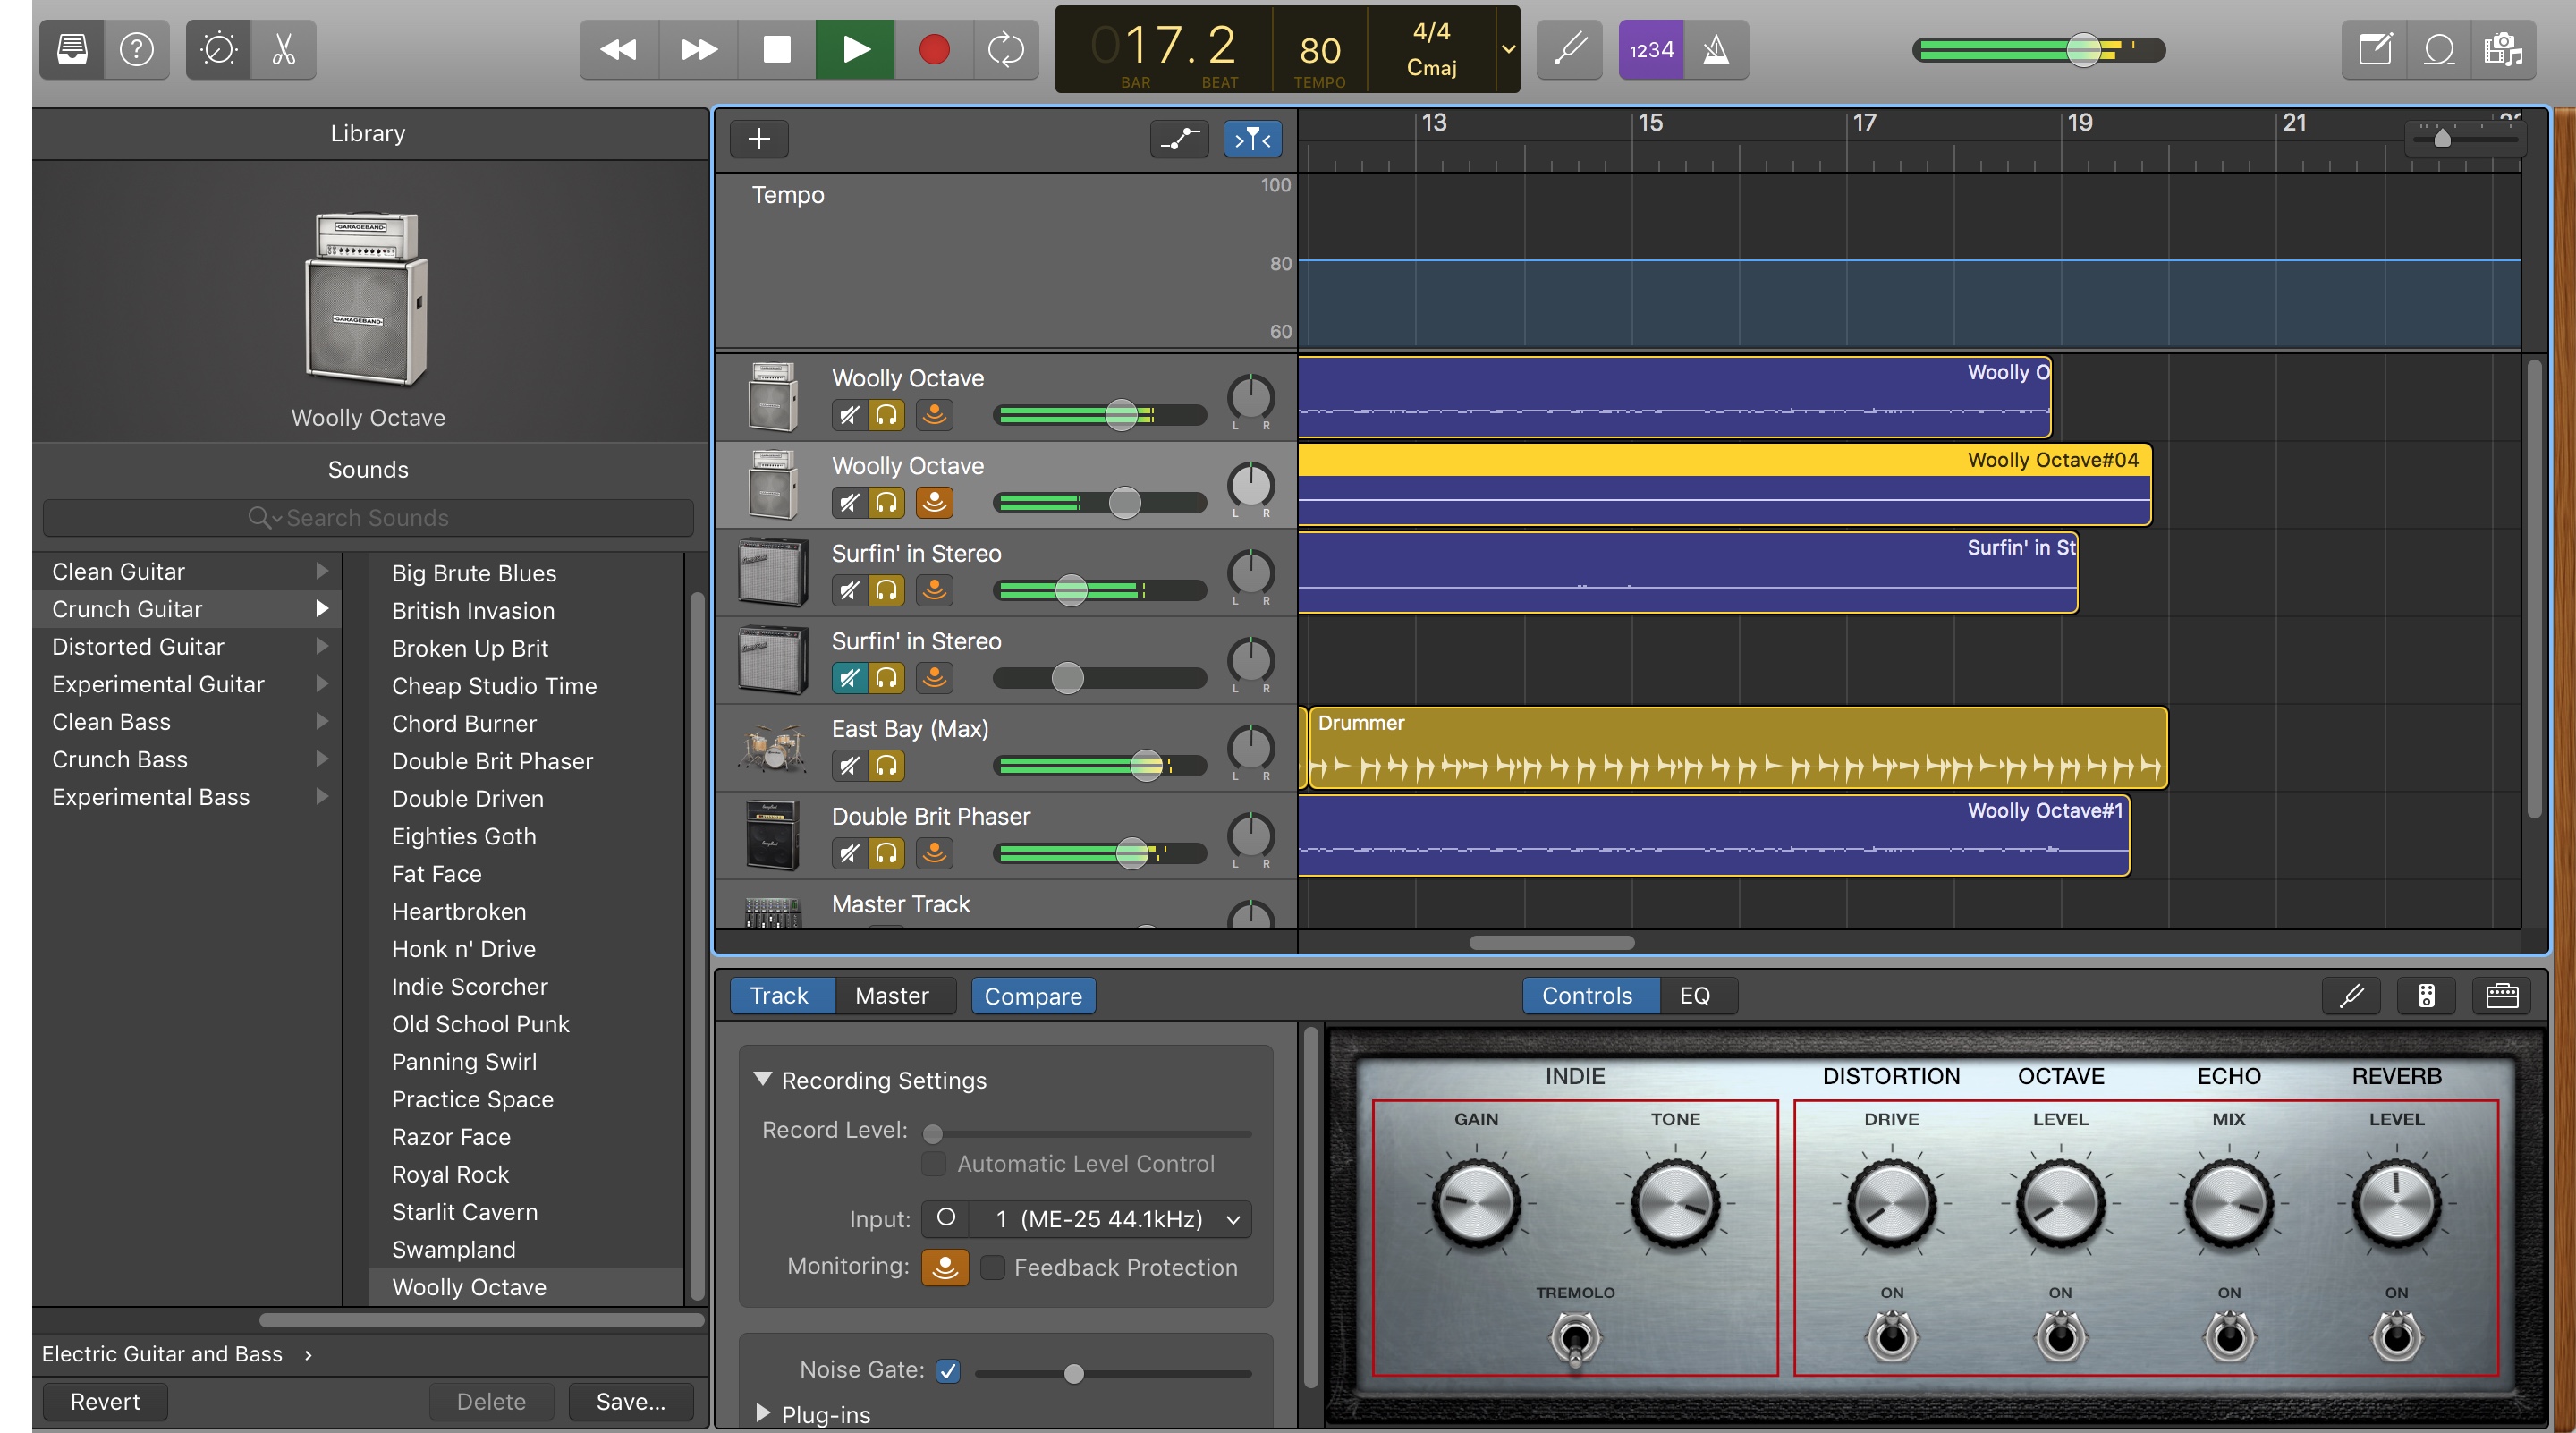 1234
017.2
BAR
BEAT
80
TEMPO
4/4
Cmaj
Library
GARAGEBAND
GARAGEBAND
Woolly Octave
Sounds
Search Sounds
Clean Guitar
Crunch Guitar
Distorted Guitar
Experimental Guitar
Clean Bass
Crunch Bass
Experimental Bass
Big Brute Blues
British Invasion
Broken Up Brit
Cheap Studio Time
Chord Burner
Double Brit Phaser
Double Driven
Eighties Goth
Fat Face
Heartbroken
Honk n' Drive
Indie Scorcher
Old School Punk
Panning Swirl
Practice Space
Razor Face
Royal Rock
Starlit Cavern
Swampland
Woolly Octave
Electric Guitar and Bass
Revert
Delete
Save...
13
15
17
19
21
Tempo
100
80
60
Woolly Octave
L R
Woolly O
Woolly Octave
L R
Woolly Octave#04
Surfin' in Stereo
L R
Surfin' in St
Surfin' in Stereo
L R
East Bay (Max)
L R
Drummer
Double Brit Phaser
L R
Woolly Octave#1
Master Track
Track
Master
Compare
Controls
EQ
Recording Settings
Record Level:
Automatic Level Control
Input:
1 (ME-25 44.1kHz)
Monitoring:
Feedback Protection
Noise Gate:
Plug-ins
INDIE
DISTORTION
OCTAVE
ECHO
REVERB
GAIN
TONE
DRIVE
LEVEL
MIX
LEVEL
TREMOLO
ON
ON
ON
ON